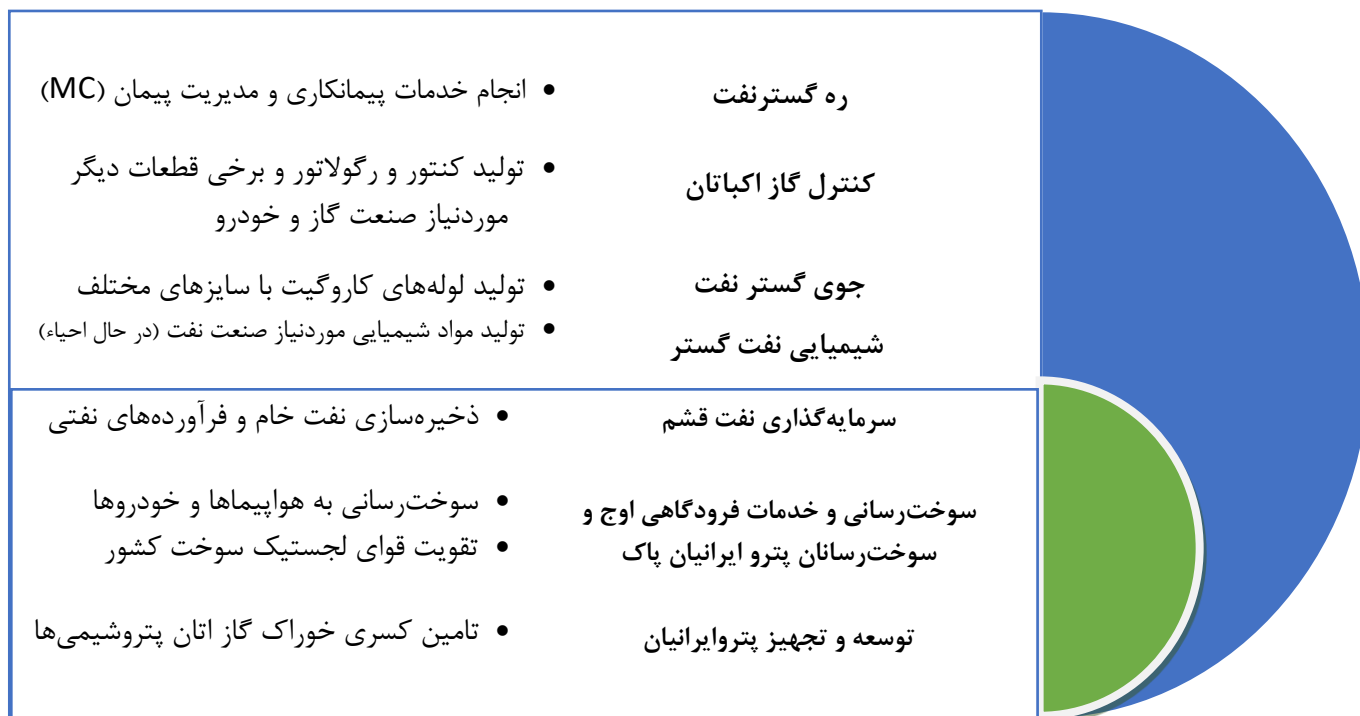 ره گسترنفت
• انجام خدمات پیمانکاری و مدیریت پیمان (MC)
کنترل گاز اکباتان
• تولید کنتور و رگولاتور و برخی قطعات دیگر
موردنیاز صنعت گاز و خودرو
جوی گستر نفت
• تولید لوله‌های کاروگیت با سایزهای مختلف
شیمیایی نفت گستر
• تولید مواد شیمیایی موردنیاز صنعت نفت (در حال احیاء)
سرمایه‌گذاری نفت قشم
• ذخیره‌سازی نفت خام و فرآورده‌های نفتی
سوخت‌رسانی و خدمات فرودگاهی اوج و
سوخت‌رسانان پترو ایرانیان پاک
• سوخت‌رسانی به هواپیماها و خودروها
• تقویت قوای لجستیک سوخت کشور
توسعه و تجهیز پتروایرانیان
• تامین کسری خوراک گاز اتان پتروشیمی‌ها